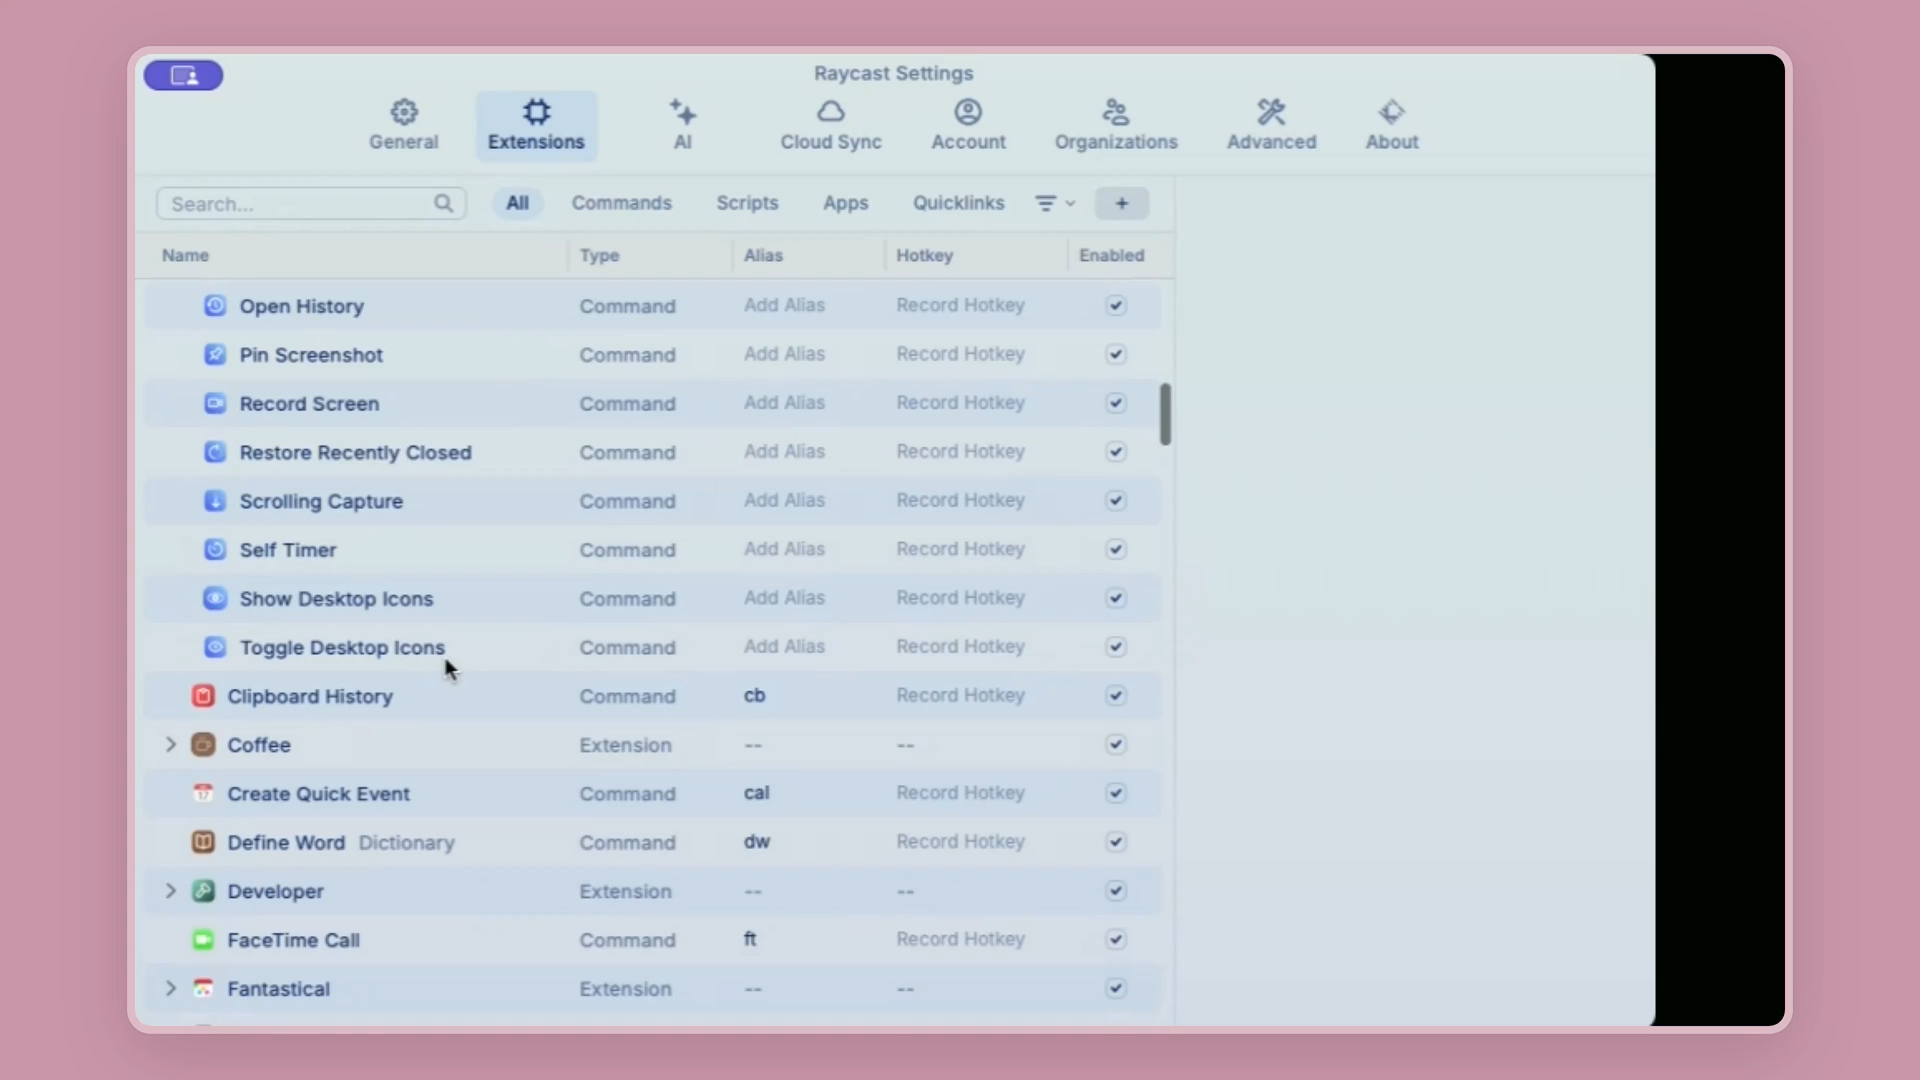 Raycast Settings
General Extensions AI Cloud Sync Account Organizations Advanced About
Search... All Commands Scripts Apps Quicklinks +
Name Type Alias Hotkey Enabled
Open History Command Add Alias Record Hotkey
Pin Screenshot Command Add Alias Record Hotkey
Record Screen Command Add Alias Record Hotkey
Restore Recently Closed Command Add Alias Record Hotkey
Scrolling Capture Command Add Alias Record Hotkey
Self Timer Command Add Alias Record Hotkey
Show Desktop Icons Command Add Alias Record Hotkey
Toggle Desktop Icons Command Add Alias Record Hotkey
Clipboard History Command cb Record Hotkey
Coffee Extension -- --
17 Create Quick Event Command cal Record Hotkey
Define Word Dictionary Command dw Record Hotkey
Developer Extension -- --
FaceTime Call Command ft Record Hotkey
Fantastical Extension -- --